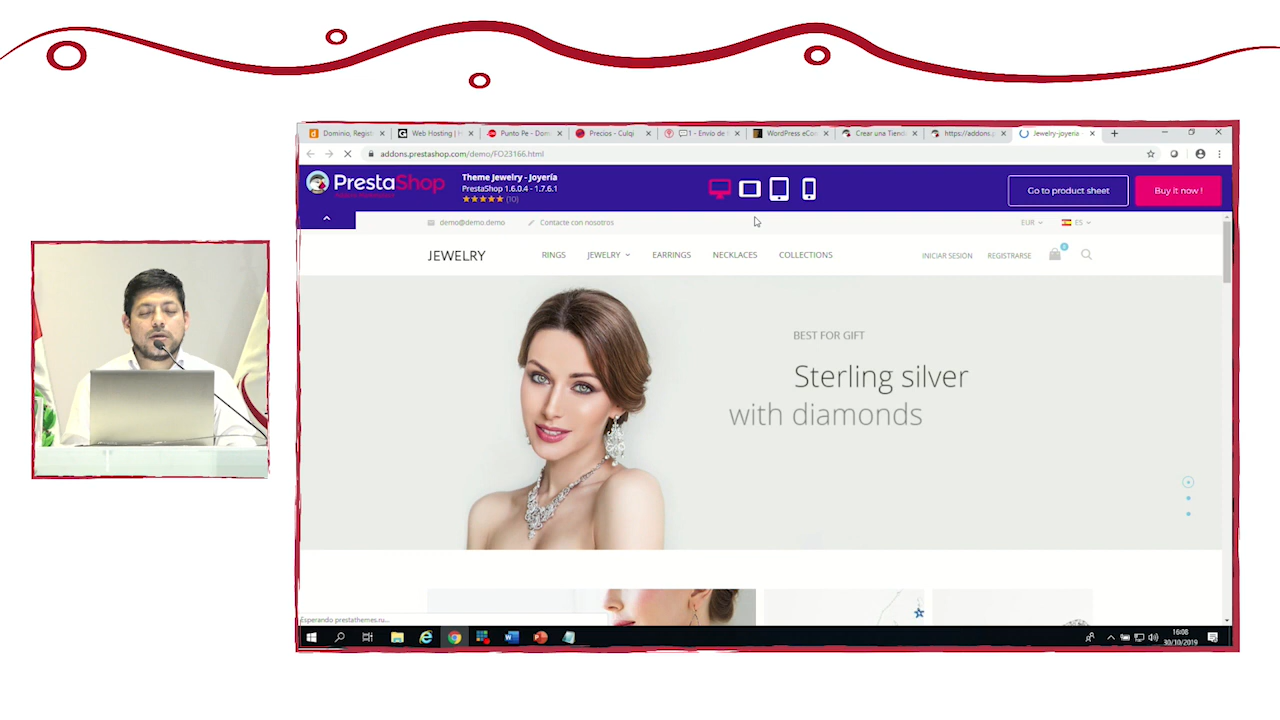 Dominio, Regist
Web Hosting | H
Punto Pe - Dom
Precios - Culqi
1 - Envío de
WordPress eCom
Crear una Tiend
https://addons.p
Jewelry-joyeria
addons.prestashop.com/demo/FO23166.html
PrestaShop
Theme Jewelry - Joyería
PrestaShop 1.6.0.4 - 1.7.6.1
(10)
Go to product sheet
Buy it now !
demo@demo.demo
Contacte con nosotros
EUR
ES
JEWELRY
RINGS
JEWELRY
EARRINGS
NECKLACES
COLLECTIONS
INICIAR SESIÓN
REGISTRARSE
BEST FOR GIFT
Sterling silver
with diamonds
Esperando prestathemes.ru...
16:08
30/10/2019